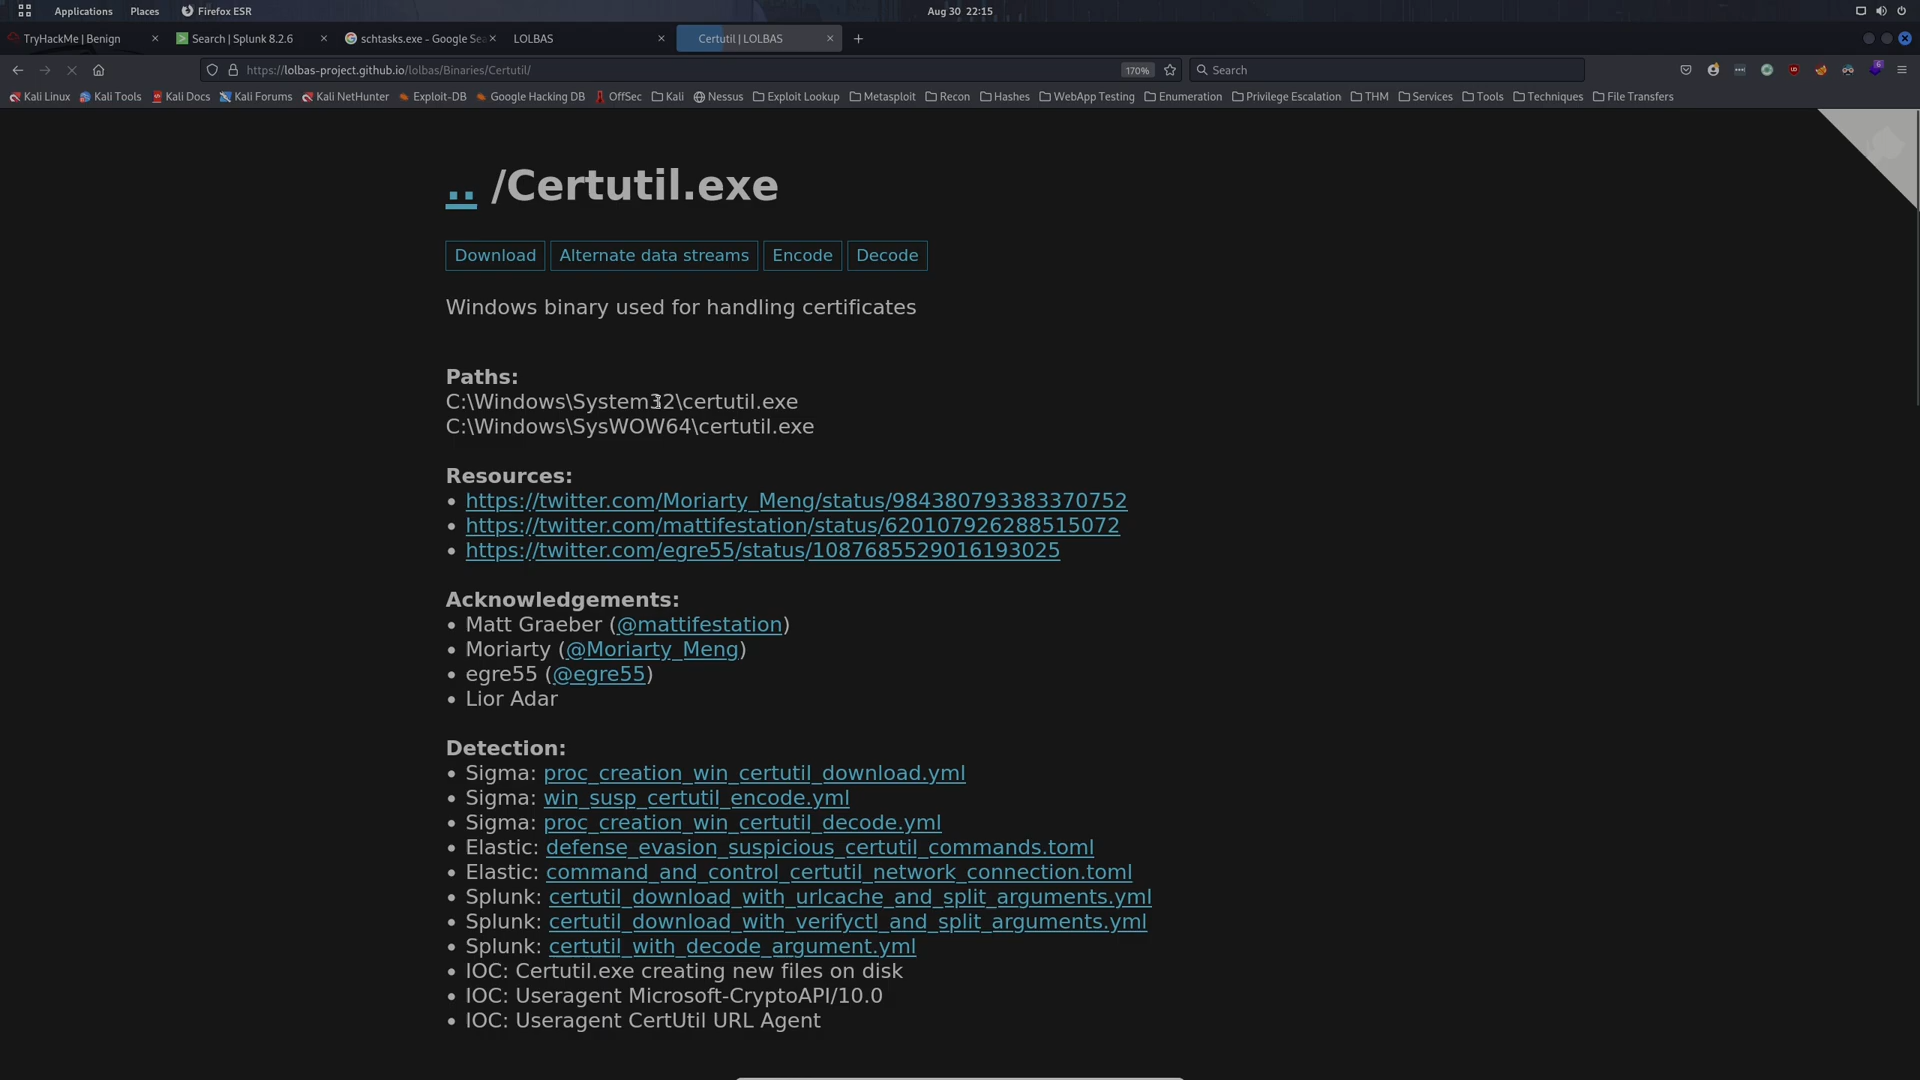 Applications Places Firefox ESR Aug 30 22:15
TryHackMe | Benign Search | Splunk 8.2.6 schtasks.exe - Google Sea LOLBAS Certutil | LOLBAS
https://lolbas-project.github.io/lolbas/Binaries/Certutil/ 170% Search 6
Kali Linux Kali Tools Kali Docs Kali Forums Kali NetHunter Exploit-DB Google Hacking DB OffSec Kali Nessus Exploit Lookup Metasploit Recon Hashes WebApp Testing Enumeration Privilege Escalation THM Services Tools Techniques File Transfers
.. /Certutil.exe
Download Alternate data streams Encode Decode
Windows binary used for handling certificates
Paths:
C:\Windows\System32\certutil.exe
C:\Windows\SysWOW64\certutil.exe
Resources:
• https://twitter.com/Moriarty_Meng/status/984380793383370752
• https://twitter.com/mattifestation/status/620107926288515072
• https://twitter.com/egre55/status/1087685529016193025
Acknowledgements:
• Matt Graeber (@mattifestation)
• Moriarty (@Moriarty_Meng)
• egre55 (@egre55)
• Lior Adar
Detection:
• Sigma: proc_creation_win_certutil_download.yml
• Sigma: win_susp_certutil_encode.yml
• Sigma: proc_creation_win_certutil_decode.yml
• Elastic: defense_evasion_suspicious_certutil_commands.toml
• Elastic: command_and_control_certutil_network_connection.toml
• Splunk: certutil_download_with_urlcache_and_split_arguments.yml
• Splunk: certutil_download_with_verifyctl_and_split_arguments.yml
• Splunk: certutil_with_decode_argument.yml
• IOC: Certutil.exe creating new files on disk
• IOC: Useragent Microsoft-CryptoAPI/10.0
• IOC: Useragent CertUtil URL Agent